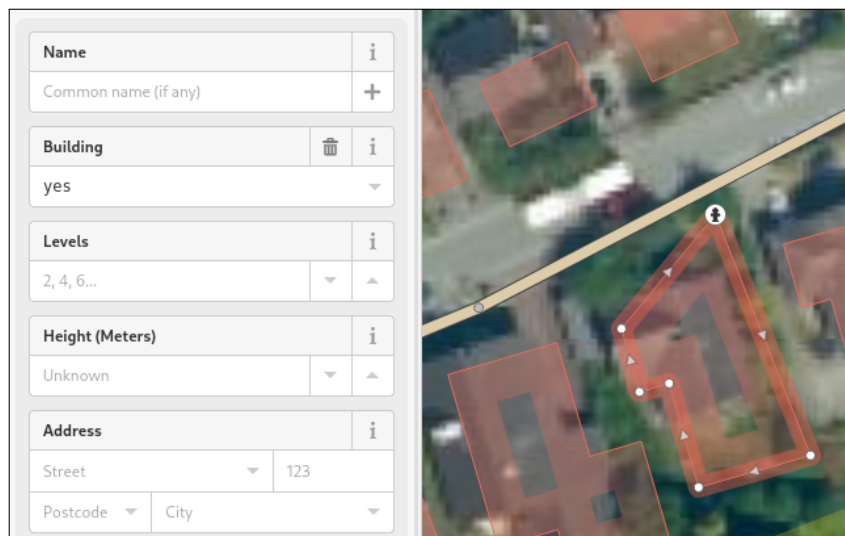 Name
Common name (if any)
Building
yes
Levels
2, 4, 6...
Height (Meters)
Unknown
Address
Street 123
Postcode City